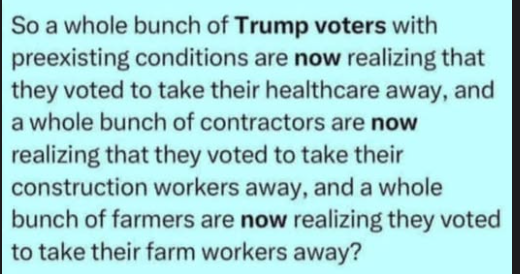 So a whole bunch of Trump voters with
preexisting conditions are now realizing that
they voted to take their healthcare away, and
a whole bunch of contractors are now
realizing that they voted to take their
construction workers away, and a whole
bunch of farmers are now realizing they voted
to take their farm workers away?